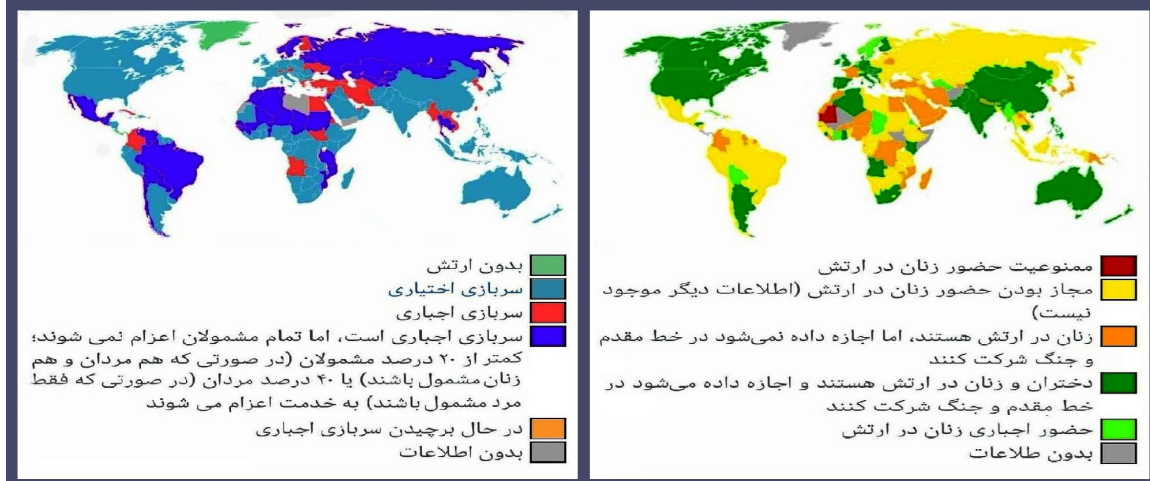 ممنوعیت حضور زنان در ارتش
مجاز بودن حضور زنان در ارتش (اطلاعات دیگر موجود
نیست)
زنان در ارتش هستند، اما اجازه داده نمی‌شود در خط مقدم
و جنگ شرکت کنند
دختران و زنان در ارتش هستند و اجازه داده می‌شود در
خط مقدم و جنگ شرکت کنند
حضور اجباری زنان در ارتش
بدون طلاعات
بدون ارتش
سربازی اختیاری
سربازی اجباری
سربازی اجباری است، اما تمام مشمولان اعزام نمی شوند؛
کمتر از ۲۰ درصد مشمولان (در صورتی که هم مردان و هم
زنان مشمول باشند) یا ۴۰ درصد مردان (در صورتی که فقط
مرد مشمول باشند) به خدمت اعزام می شوند
در حال برچیدن سربازی اجباری
بدون اطلاعات